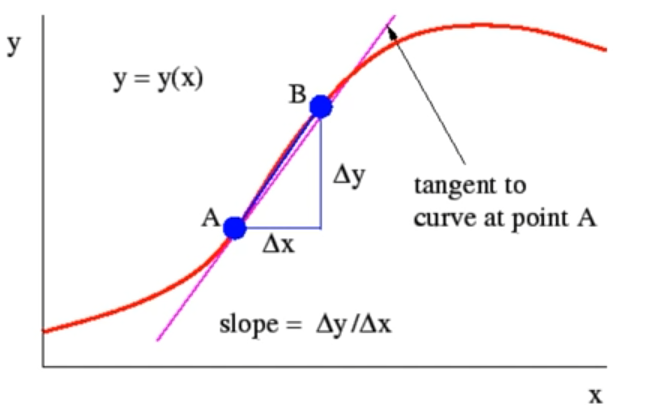 y
y = y(x)
B
Δy
tangent to
curve at point A
A
Δx
slope = Δy/Δx
x